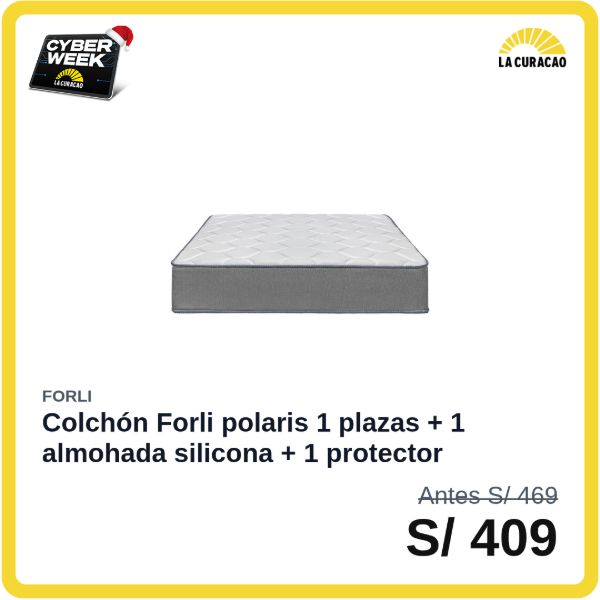 CYBER
WEEK
LA CURACAO
LA CURACAO
FORLI
Colchón Forli polaris 1 plazas + 1
almohada silicona + 1 protector
Antes S/ 469
S/ 409